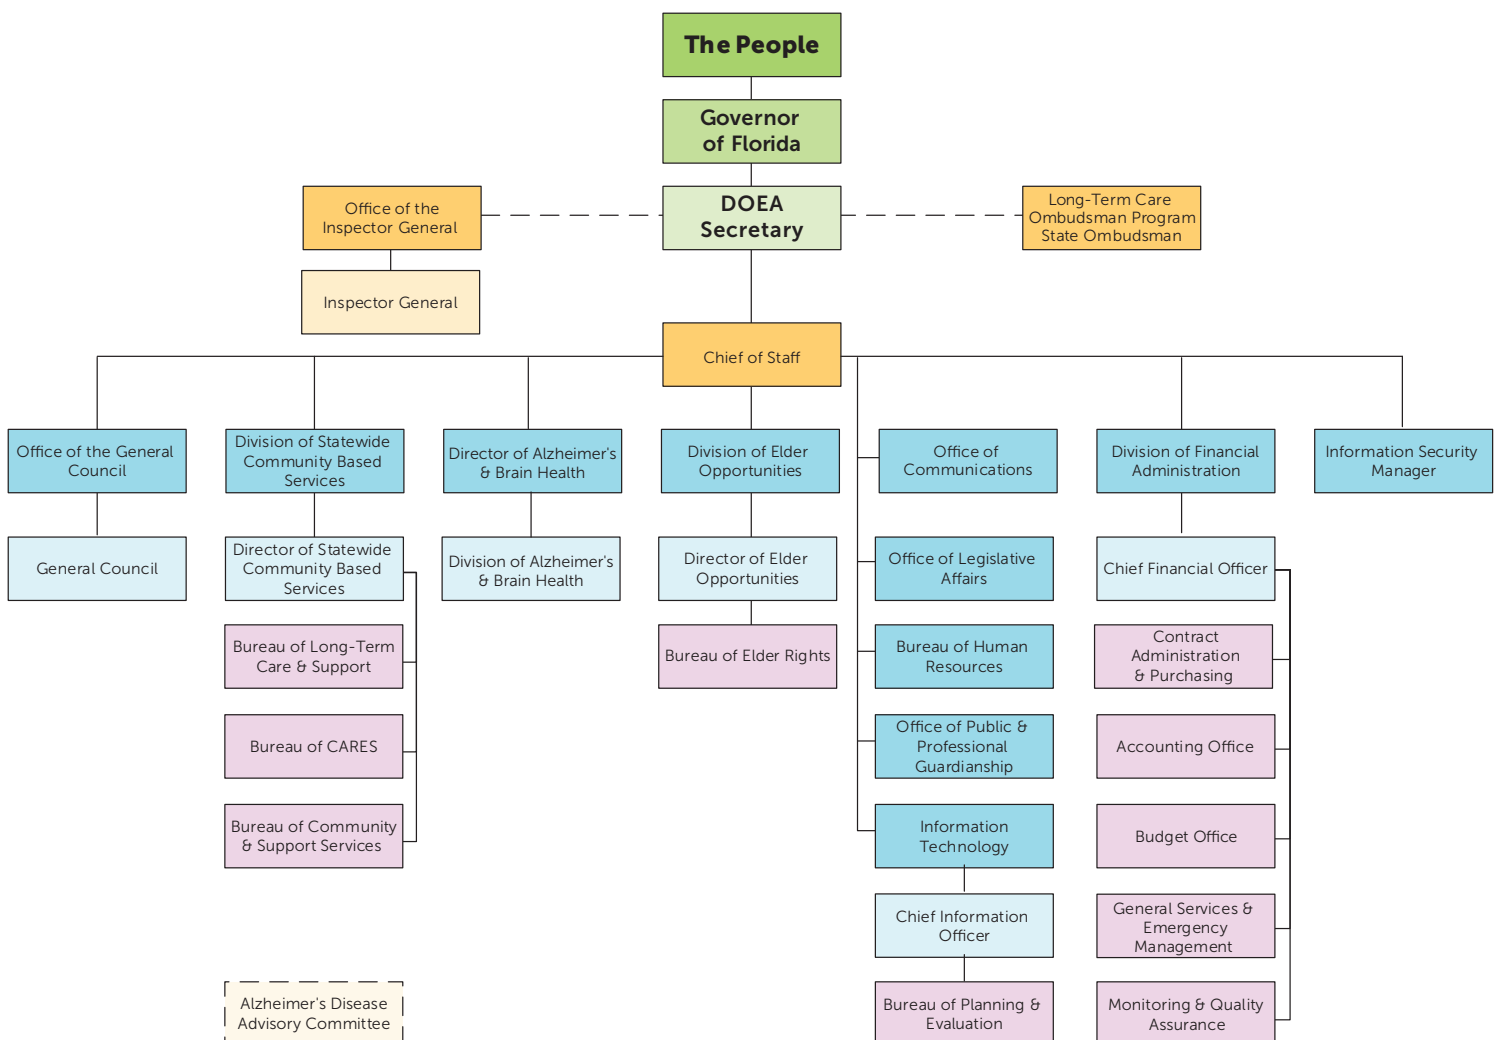 The People
Governor
of Florida
Office of the
Inspector General
DOEA
Secretary
Long-Term Care
Ombudsman Program
State Ombudsman
Inspector General
Chief of Staff
Office of the General
Council
Division of Statewide
Community Based
Services
Director of Alzheimer's
& Brain Health
Division of Elder
Opportunities
Office of
Communications
Division of Financial
Administration
Information Security
Manager
General Council
Director of Statewide
Community Based
Services
Division of Alzheimer's
& Brain Health
Director of Elder
Opportunities
Office of Legislative
Affairs
Chief Financial Officer
Bureau of Long-Term
Care & Support
Bureau of Elder Rights
Bureau of Human
Resources
Contract
Administration
& Purchasing
Bureau of CARES
Office of Public &
Professional
Guardianship
Accounting Office
Bureau of Community
& Support Services
Information
Technology
Budget Office
Chief Information
Officer
General Services &
Emergency
Management
Alzheimer's Disease
Advisory Committee
Bureau of Planning &
Evaluation
Monitoring & Quality
Assurance